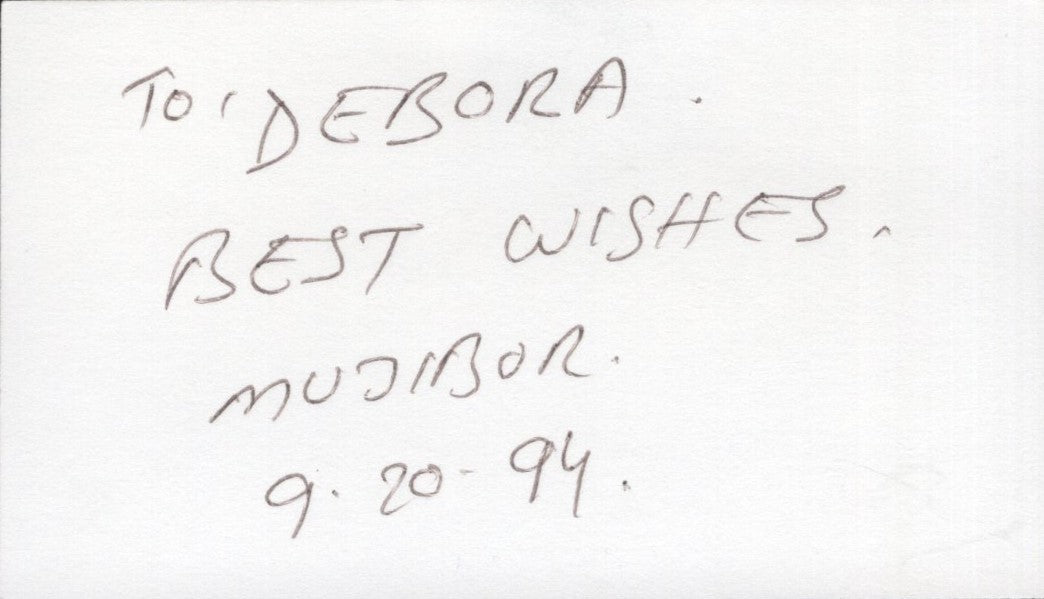 TO, DEBORA.
BEST WISHES.
MUJIBOR.
9.20-94.